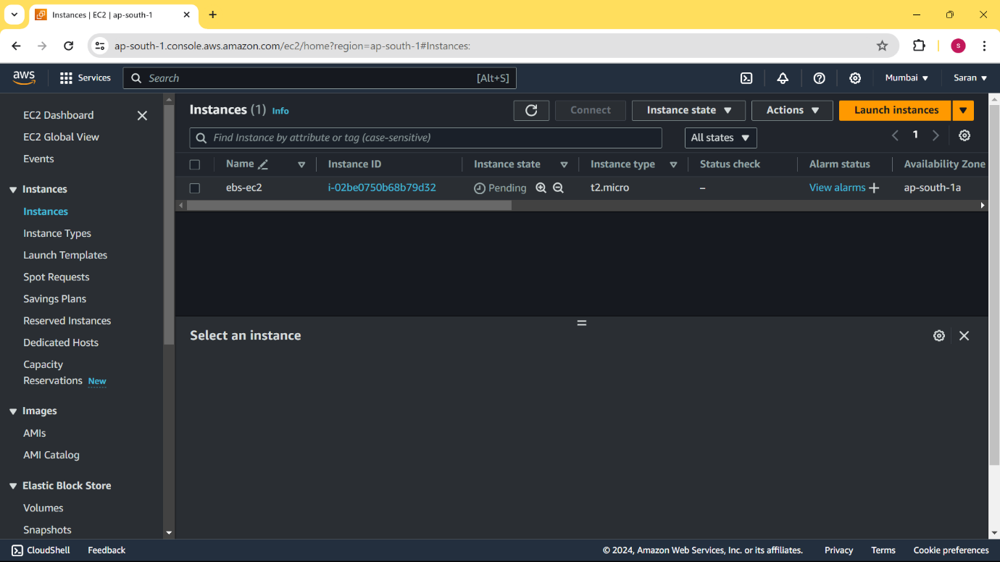 Instances | EC2 | ap-south-1
ap-south-1.console.aws.amazon.com/ec2/home?region=ap-south-1#Instances:
S
aws
Services
Search
[Alt+S]
Mumbai
Saran
EC2 Dashboard
EC2 Global View
Events
Instances
Instances
Instance Types
Launch Templates
Spot Requests
Savings Plans
Reserved Instances
Dedicated Hosts
Capacity
Reservations New
Images
AMIs
AMI Catalog
Elastic Block Store
Volumes
Snapshots
Instances (1) Info
Connect
Instance state
Actions
Launch instances
Find Instance by attribute or tag (case-sensitive)
All states
1
Name Instance ID Instance state Instance type Status check Alarm status Availability Zone
ebs-ec2 i-02be0750b68b79d32 Pending t2.micro – View alarms + ap-south-1a
Select an instance
CloudShell Feedback © 2024, Amazon Web Services, Inc. or its affiliates. Privacy Terms Cookie preferences